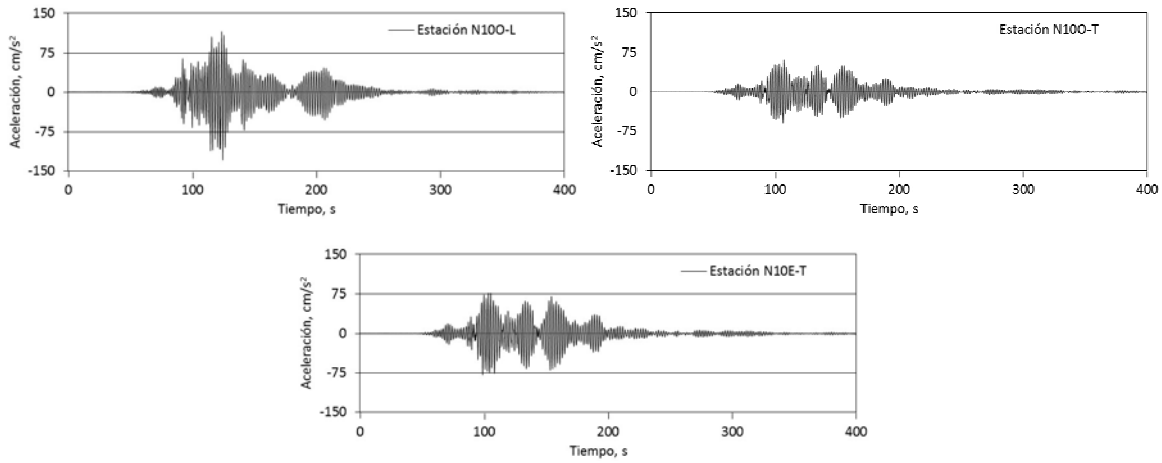 Estación N10O-L
Aceleración, cm/s²
150
75
0
-75
-150
0 100 200 300 400
Tiempo, s
Estación N10O-T
Aceleración, cm/s²
150
75
0
-75
-150
0 100 200 300 400
Tiempo, s
Estación N10E-T
Aceleración, cm/s²
150
75
0
-75
-150
0 100 200 300 400
Tiempo, s